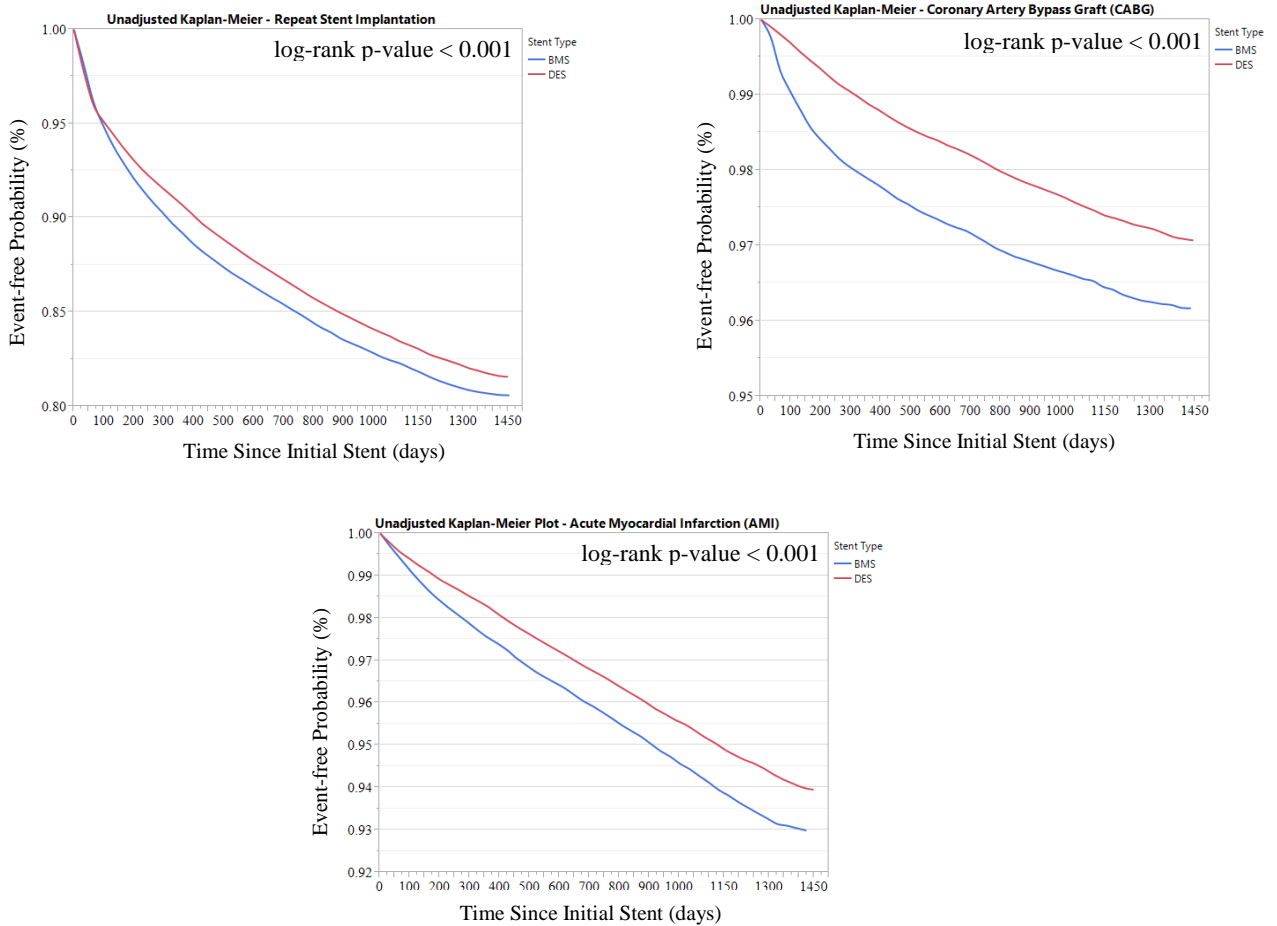 Unadjusted Kaplan-Meier - Repeat Stent Implantation
log-rank p-value < 0.001
Stent Type
BMS
DES
Event-free Probability (%)
1.00
0.95
0.90
0.85
0.80
0 100 200 300 400 500 600 700 800 900 1000 1150 1300 1450
Time Since Initial Stent (days)
Unadjusted Kaplan-Meier - Coronary Artery Bypass Graft (CABG)
log-rank p-value < 0.001
Stent Type
BMS
DES
Event-free Probability (%)
1.00
0.99
0.98
0.97
0.96
0.95
0 100 200 300 400 500 600 700 800 900 1000 1150 1300 1450
Time Since Initial Stent (days)
Unadjusted Kaplan-Meier Plot - Acute Myocardial Infarction (AMI)
log-rank p-value < 0.001
Stent Type
BMS
DES
Event-free Probability (%)
1.00
0.99
0.98
0.97
0.96
0.95
0.94
0.93
0.92
0 100 200 300 400 500 600 700 800 900 1000 1150 1300 1450
Time Since Initial Stent (days)